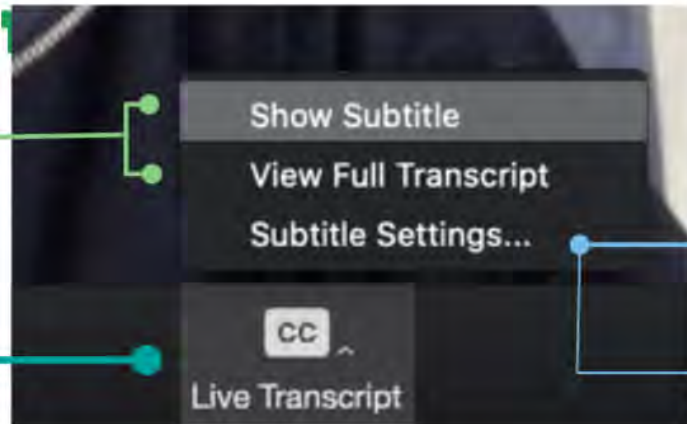 Show Subtitle
View Full Transcript
Subtitle Settings...
CC
Live Transcript